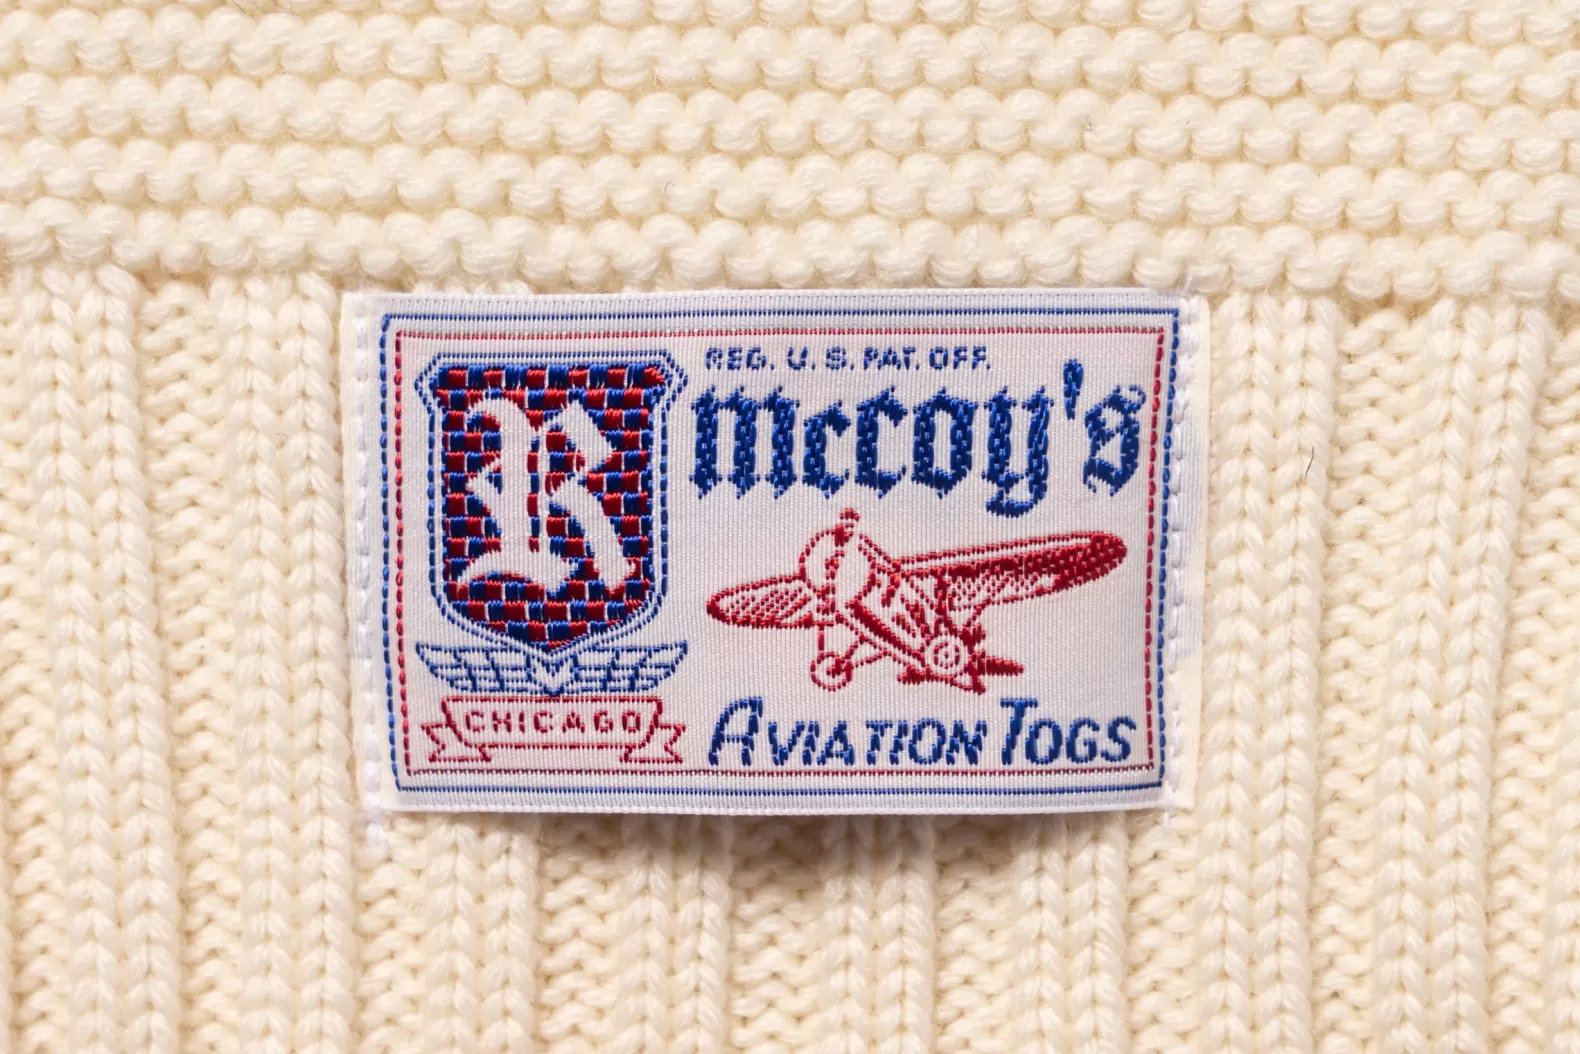 R
REG. U.S. PAT. OFF.
mccoy's
CHICAGO
AVIATION TOGS